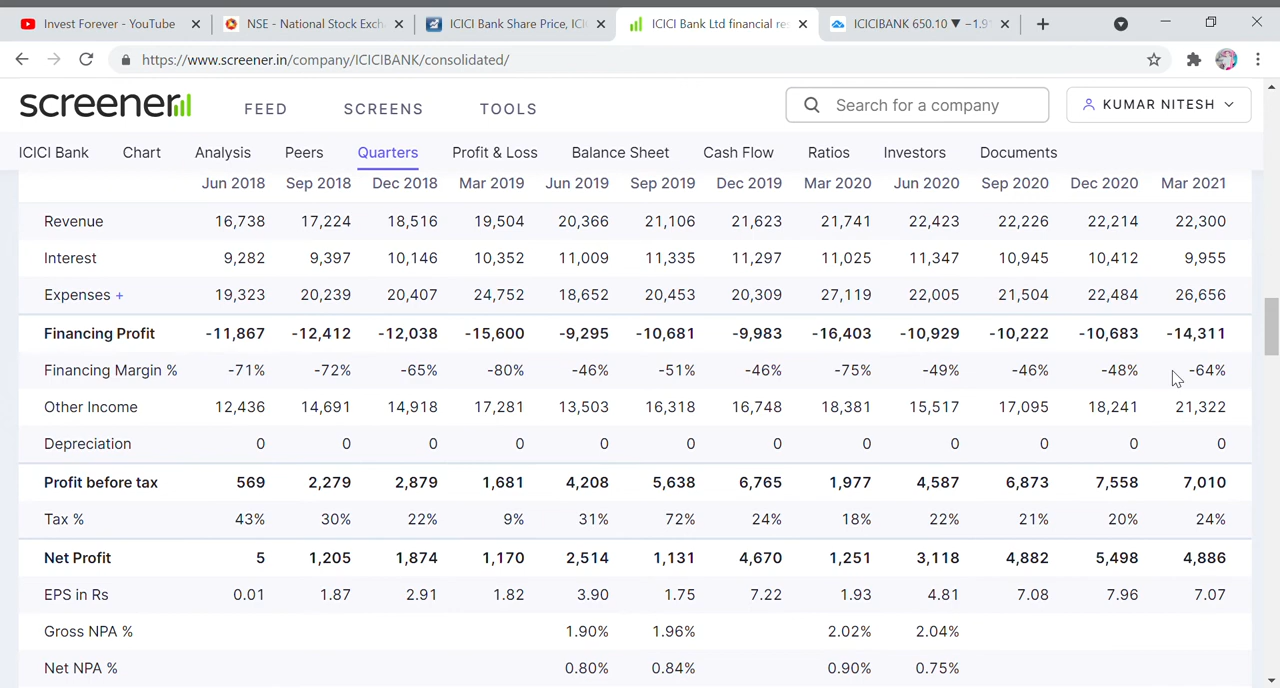 Invest Forever - YouTube
NSE - National Stock Exch
ICICI Bank Share Price, ICI
ICICI Bank Ltd financial re
ICICIBANK 650.10 ▼ −1.9
https://www.screener.in/company/ICICIBANK/consolidated/
screener
FEED SCREENS TOOLS
Search for a company
KUMAR NITESH
ICICI Bank Chart Analysis Peers Quarters Profit & Loss Balance Sheet Cash Flow Ratios Investors Documents
Jun 2018 Sep 2018 Dec 2018 Mar 2019 Jun 2019 Sep 2019 Dec 2019 Mar 2020 Jun 2020 Sep 2020 Dec 2020 Mar 2021
Revenue 16,738 17,224 18,516 19,504 20,366 21,106 21,623 21,741 22,423 22,226 22,214 22,300
Interest 9,282 9,397 10,146 10,352 11,009 11,335 11,297 11,025 11,347 10,945 10,412 9,955
Expenses + 19,323 20,239 20,407 24,752 18,652 20,453 20,309 27,119 22,005 21,504 22,484 26,656
Financing Profit -11,867 -12,412 -12,038 -15,600 -9,295 -10,681 -9,983 -16,403 -10,929 -10,222 -10,683 -14,311
Financing Margin % -71% -72% -65% -80% -46% -51% -46% -75% -49% -46% -48% -64%
Other Income 12,436 14,691 14,918 17,281 13,503 16,318 16,748 18,381 15,517 17,095 18,241 21,322
Depreciation 0 0 0 0 0 0 0 0 0 0 0 0
Profit before tax 569 2,279 2,879 1,681 4,208 5,638 6,765 1,977 4,587 6,873 7,558 7,010
Tax % 43% 30% 22% 9% 31% 72% 24% 18% 22% 21% 20% 24%
Net Profit 5 1,205 1,874 1,170 2,514 1,131 4,670 1,251 3,118 4,882 5,498 4,886
EPS in Rs 0.01 1.87 2.91 1.82 3.90 1.75 7.22 1.93 4.81 7.08 7.96 7.07
Gross NPA % 1.90% 1.96% 2.02% 2.04%
Net NPA % 0.80% 0.84% 0.90% 0.75%